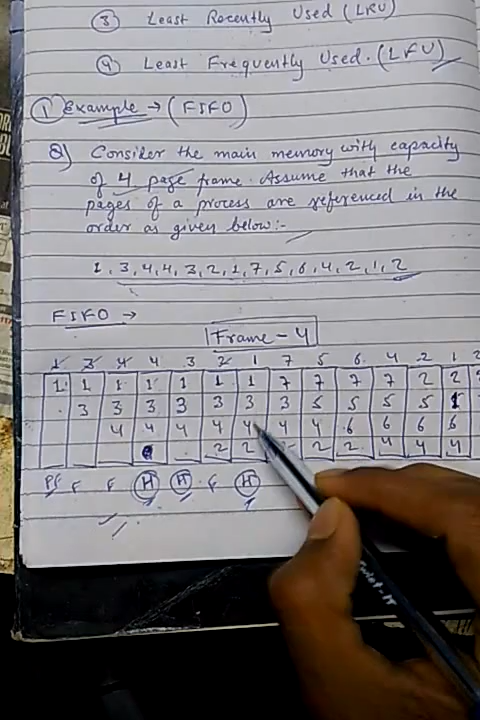 ③ Least Recently Used (LRU)
④ Least Frequently Used. (LFU)
① Example → (FIFO)
Q) Consider the main memory with capacity
of 4 page frame. Assume that the
pages of a process are referenced in the
order as given below:-
1, 3, 4, 4, 3, 2, 1, 7, 5, 6, 4, 2, 1, 2
FIFO →
Frame - 4
1 3 4 4 3 2 1 7 5 6 4 2 1 2
1 1 1 1 1 1 1 7 7 7 7 2 2
3 3 3 3 3 3 3 5 5 5 5 1
4 4 4 4 4 4 4 6 6 6 6
2 2 2 2 4 4 4
PF F F H H F H